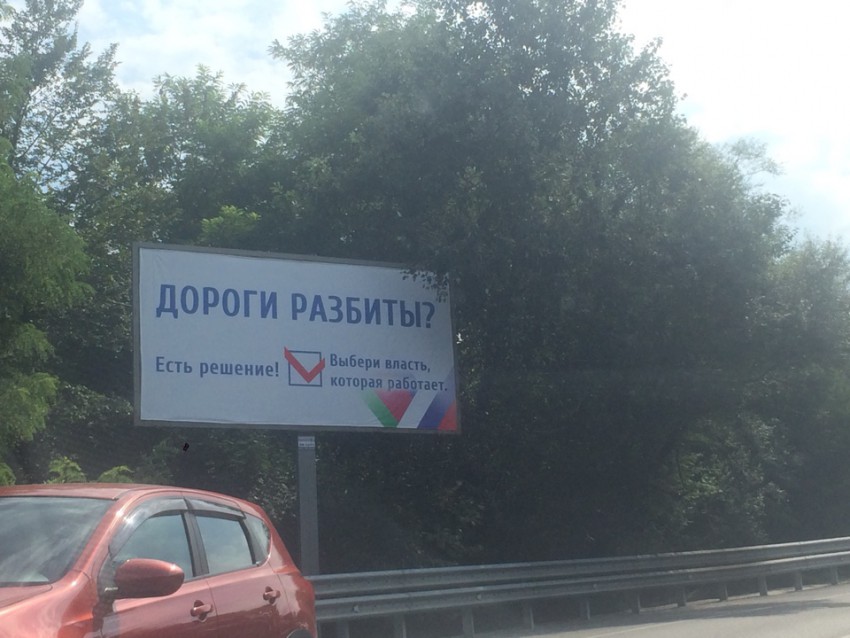 ДОРОГИ РАЗБИТЫ?
Есть решение!
Выбери власть,
которая работает.